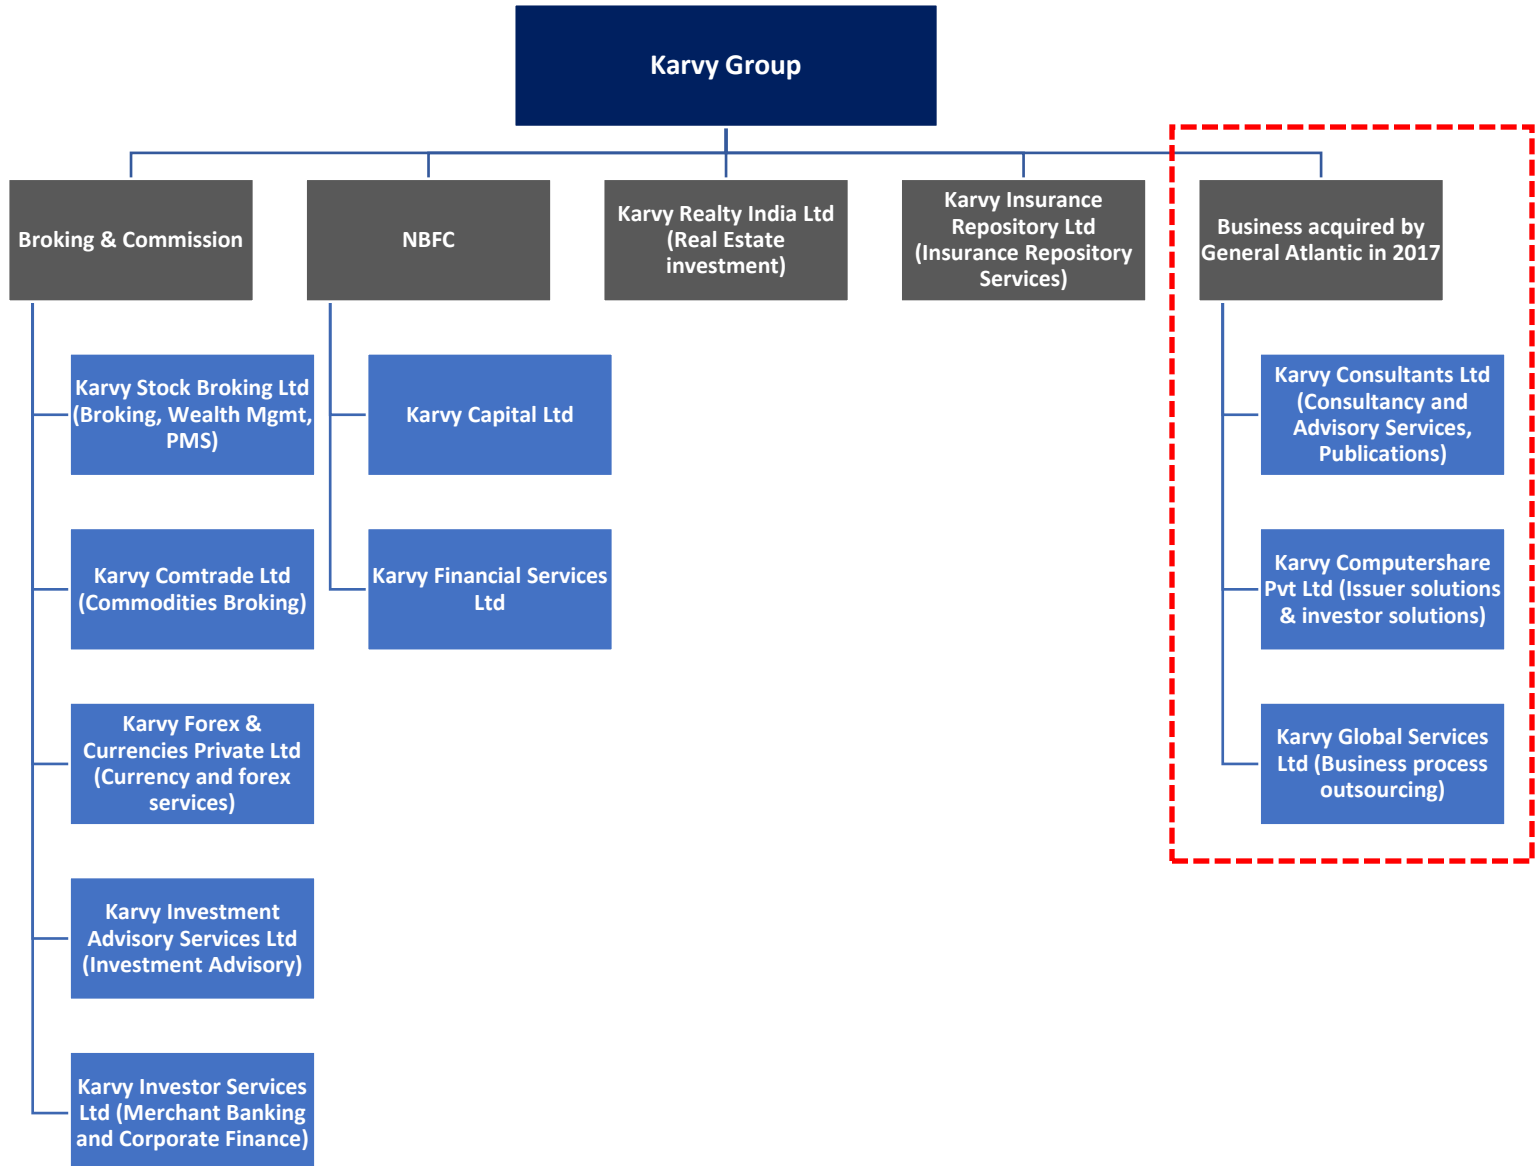 Karvy Group
Broking & Commission
NBFC
Karvy Realty India Ltd
(Real Estate
investment)
Karvy Insurance
Repository Ltd
(Insurance Repository
Services)
Business acquired by
General Atlantic in 2017
Karvy Stock Broking Ltd
(Broking, Wealth Mgmt,
PMS)
Karvy Comtrade Ltd
(Commodities Broking)
Karvy Forex &
Currencies Private Ltd
(Currency and forex
services)
Karvy Investment
Advisory Services Ltd
(Investment Advisory)
Karvy Investor Services
Ltd (Merchant Banking
and Corporate Finance)
Karvy Capital Ltd
Karvy Financial Services
Ltd
Karvy Consultants Ltd
(Consultancy and
Advisory Services,
Publications)
Karvy Computershare
Pvt Ltd (Issuer solutions
& investor solutions)
Karvy Global Services
Ltd (Business process
outsourcing)